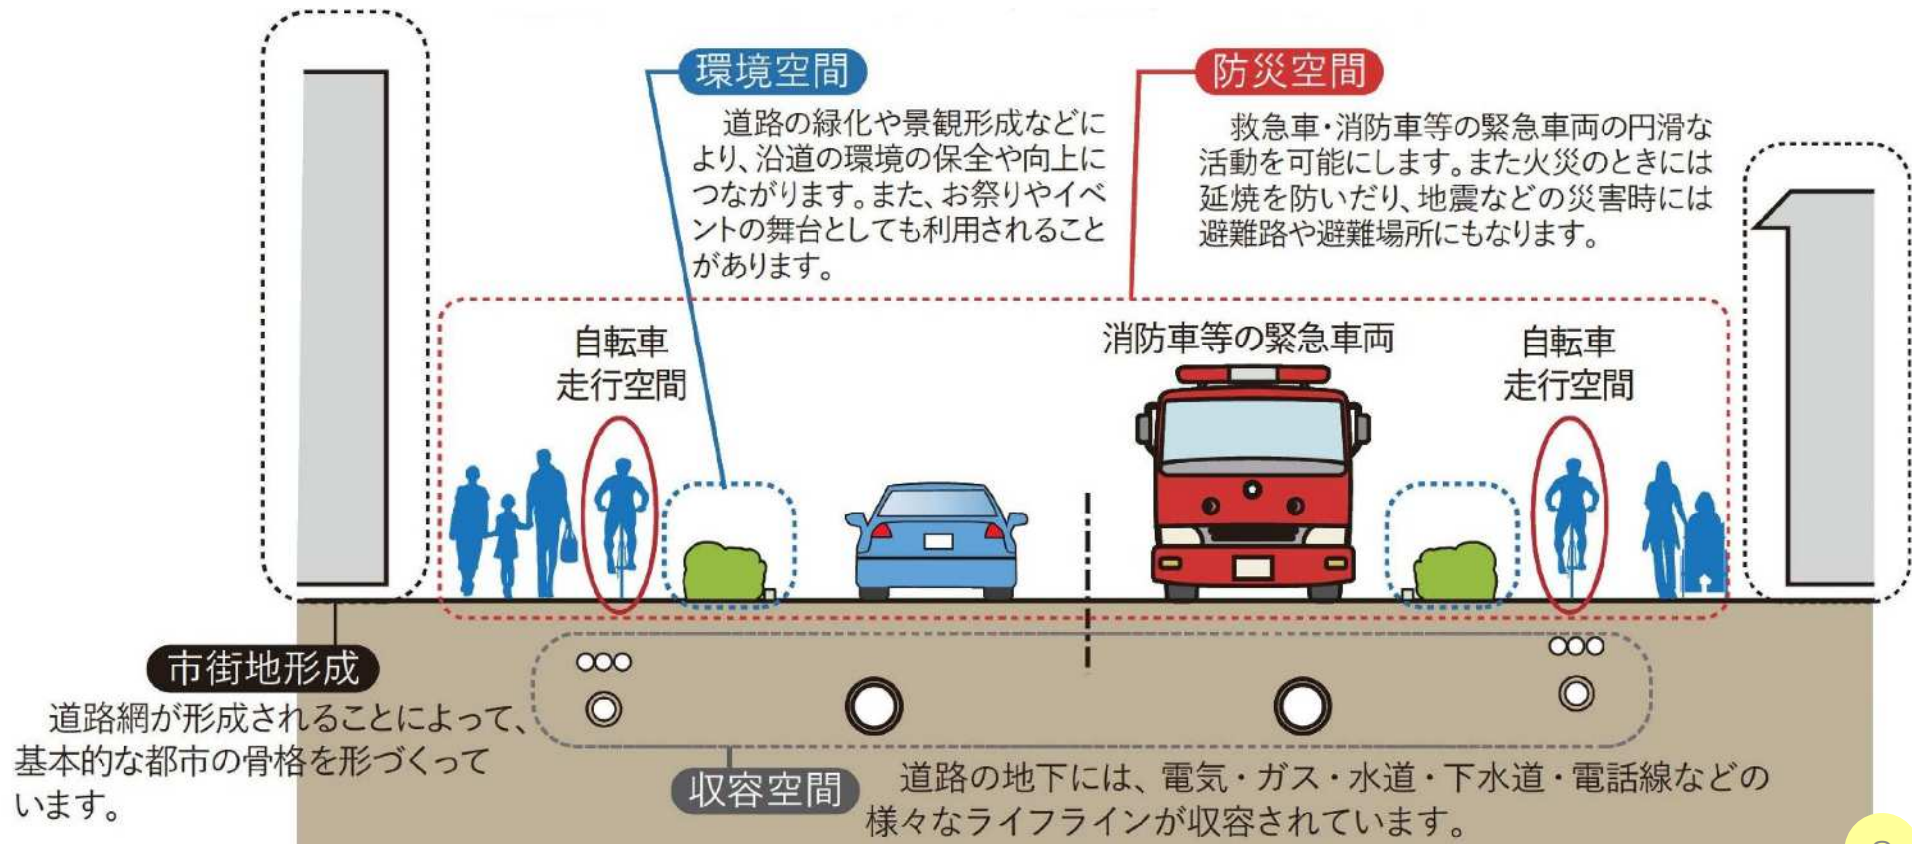 環境空間
道路の緑化や景観形成などに
より、沿道の環境の保全や向上に
つながります。また、お祭りやイベ
ントの舞台としても利用されること
があります。
防災空間
救急車・消防車等の緊急車両の円滑な
活動を可能にします。また火災のときには
延焼を防いだり、地震などの災害時には
避難路や避難場所にもなります。
自転車
走行空間
消防車等の緊急車両
自転車
走行空間
市街地形成
道路網が形成されることによって、
基本的な都市の骨格を形づくって
います。
収容空間
道路の地下には、電気・ガス・水道・下水道・電話線などの
様々なライフラインが収容されています。